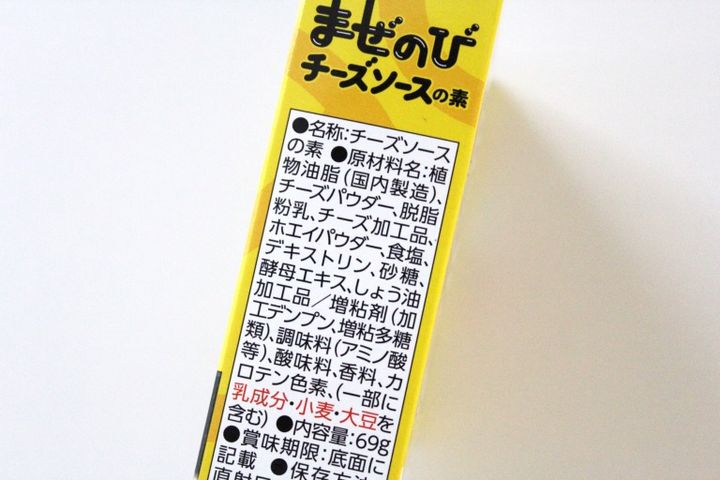 まぜのび
チーズソースの素
●名称:チーズソース
の素 ●原材料名:植
物油脂(国内製造)、
チーズパウダー、脱脂
粉乳、チーズ加工品、
ホエイパウダー、食塩、
デキストリン、砂糖、
酵母エキス、しょう油
加工品/増粘剤(加
工デンプン、増粘多糖
類)、調味料(アミノ酸
等)、酸味料、香料、カ
ロテン色素、(一部に
乳成分・小麦・大豆を
含む) ●内容量:69g
●賞味期限:底面に
記載 ●保存方法
直射日